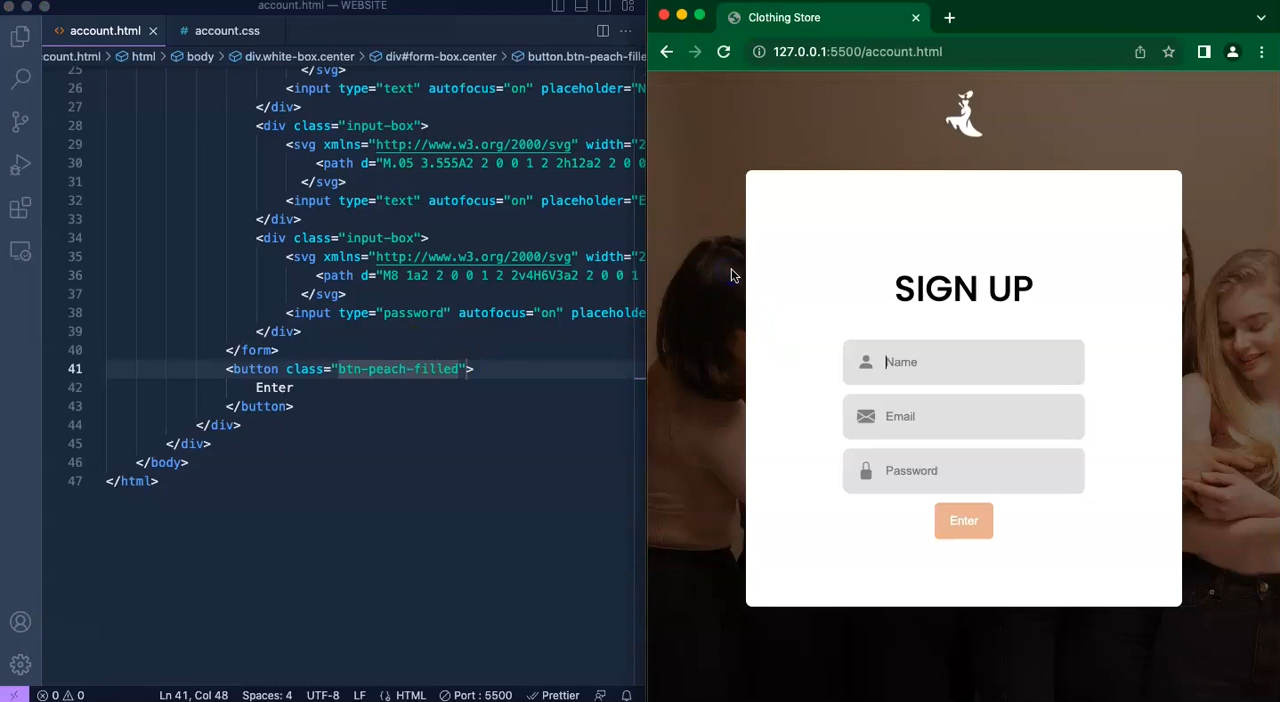 account.html — WEBSITE
account.html
account.css
ccount.html > html > body > div.white-box.center > div#form-box.center > button.btn-peach-fille
25 </svg>
26 <input type="text" autofocus="on" placeholder="N
27 </div>
28 <div class="input-box">
29 <svg xmlns="http://www.w3.org/2000/svg" width="2
30 <path d="M.05 3.555A2 2 0 0 1 2 2h12a2 2 0 0
31 </svg>
32 <input type="text" autofocus="on" placeholder="E
33 </div>
34 <div class="input-box">
35 <svg xmlns="http://www.w3.org/2000/svg" width="2
36 <path d="M8 1a2 2 0 0 1 2 2v4H6V3a2 2 0 0 1
37 </svg>
38 <input type="password" autofocus="on" placeholde
39 </div>
40 </form>
41 <button class="btn-peach-filled">
42 Enter
43 </button>
44 </div>
45 </div>
46 </body>
47 </html>
0 0
Ln 41, Col 48
Spaces: 4
UTF-8
LF
HTML
Port : 5500
Prettier
Clothing Store
127.0.0.1:5500/account.html
SIGN UP
Name
Email
Password
Enter